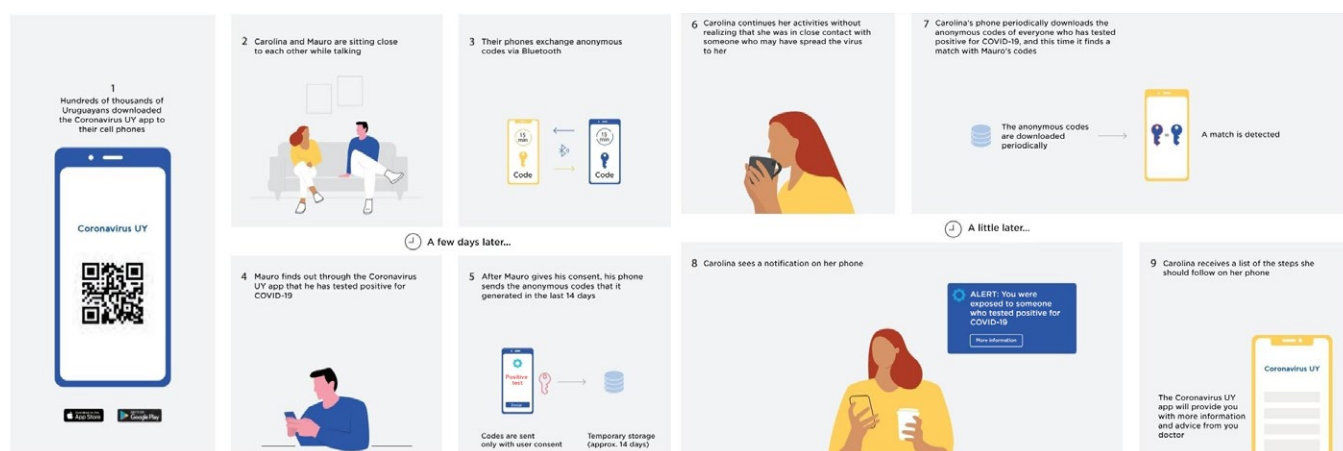 1
Hundreds of thousands of
Uruguayans downloaded
the Coronavirus UY app to
their cell phones
Coronavirus UY
App Store
Google Play
2 Carolina and Mauro are sitting close
to each other while talking
3 Their phones exchange anonymous
codes via Bluetooth
15
min
Code
15
min
Code
A few days later...
4 Mauro finds out through the Coronavirus
UY app that he has tested positive for
COVID-19
5 After Mauro gives his consent, his phone
sends the anonymous codes that it
generated in the last 14 days
Positive
test
Codes are sent
only with user consent
Temporary storage
(approx. 14 days)
6 Carolina continues her activities without
realizing that she was in close contact with
someone who may have spread the virus
to her
7 Carolina's phone periodically downloads the
anonymous codes of everyone who has tested
positive for COVID-19, and this time it finds a
match with Mauro's codes
The anonymous codes
are downloaded
periodically
A match is detected
A little later...
8 Carolina sees a notification on her phone
ALERT: You were
exposed to someone
who tested positive for
COVID-19
More information
9 Carolina receives a list of the steps she
should follow on her phone
Coronavirus UY
The Coronavirus UY
app will provide you
with more information
and advice from you
doctor